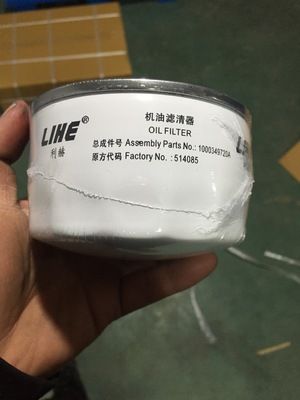 LIHE®
利赫
机油滤清器
OIL FILTER
总成件号 Assembly Parts No.: 1000349720A
原方代码 Factory No. : 514085